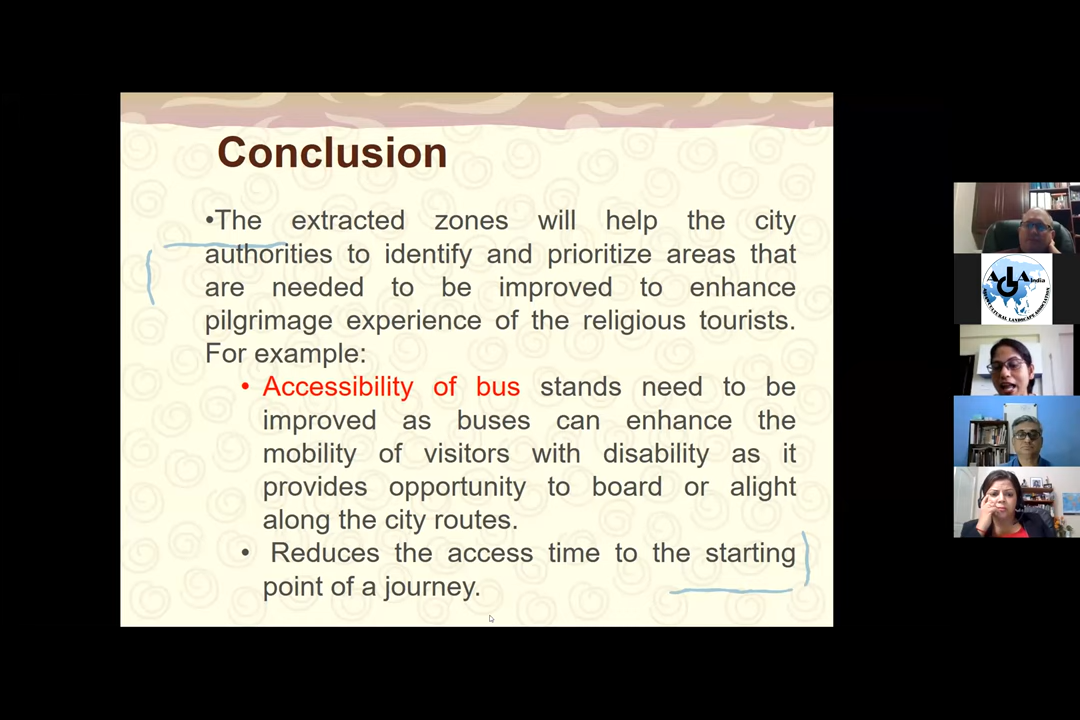 Conclusion
•The extracted zones will help the city
authorities to identify and prioritize areas that
are needed to be improved to enhance
pilgrimage experience of the religious tourists.
For example:
• Accessibility of bus stands need to be
improved as buses can enhance the
mobility of visitors with disability as it
provides opportunity to board or alight
along the city routes.
• Reduces the access time to the starting
point of a journey.
India